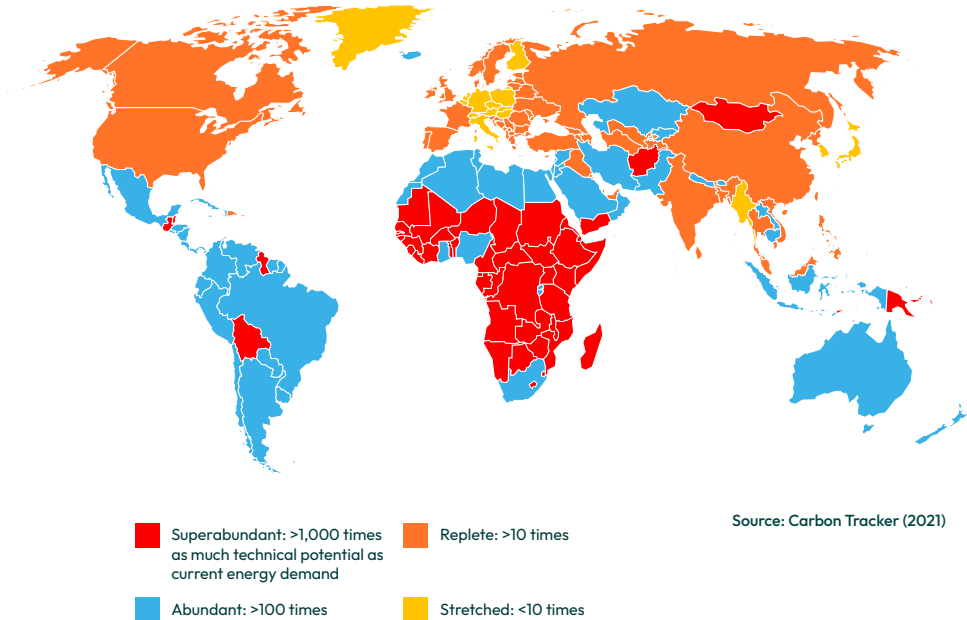 Source: Carbon Tracker (2021)
Superabundant: >1,000 times
as much technical potential as
current energy demand
Replete: >10 times
Abundant: >100 times
Stretched: <10 times